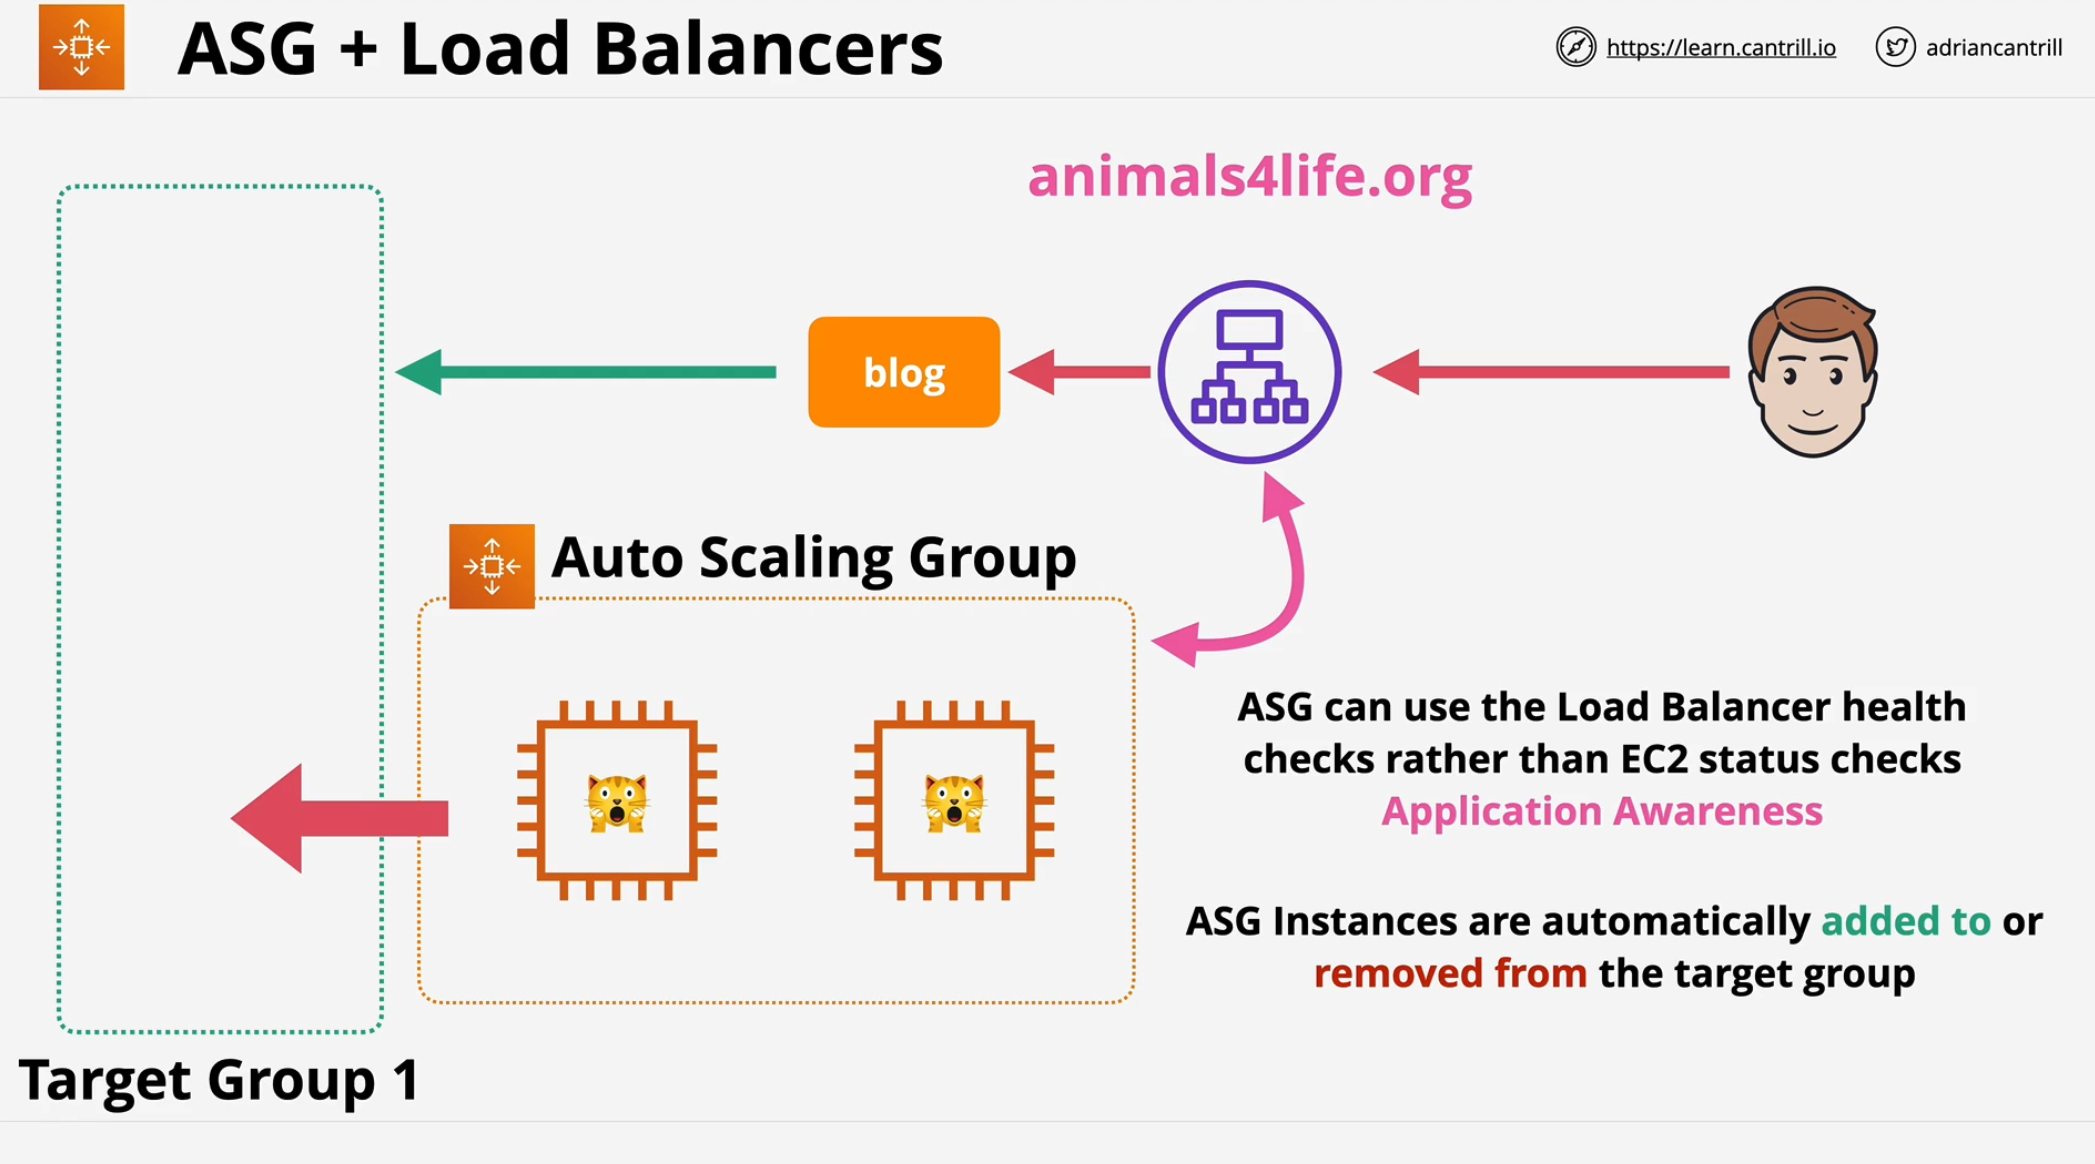 ASG + Load Balancers
https://learn.cantrill.io
adriancantrill
animals4life.org
blog
Auto Scaling Group
ASG can use the Load Balancer health
checks rather than EC2 status checks
Application Awareness
ASG Instances are automatically added to or
removed from the target group
Target Group 1